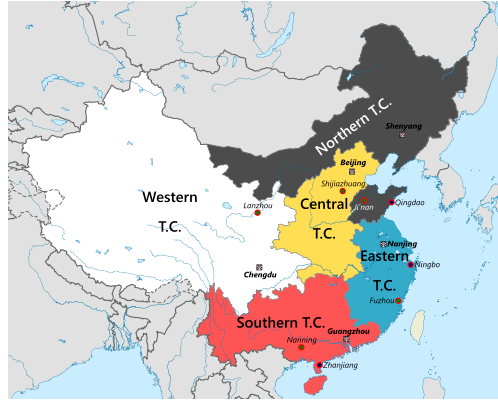 Northern T.C.
Shenyang
Beijing
Shijiazhuang
Ji'nan
Qingdao
Western
T.C.
Lanzhou
Central
T.C.
Nanjing
Eastern
T.C.
Ningbo
Chengdu
Fuzhou
Southern T.C.
Guangzhou
Nanning
Zhanjiang